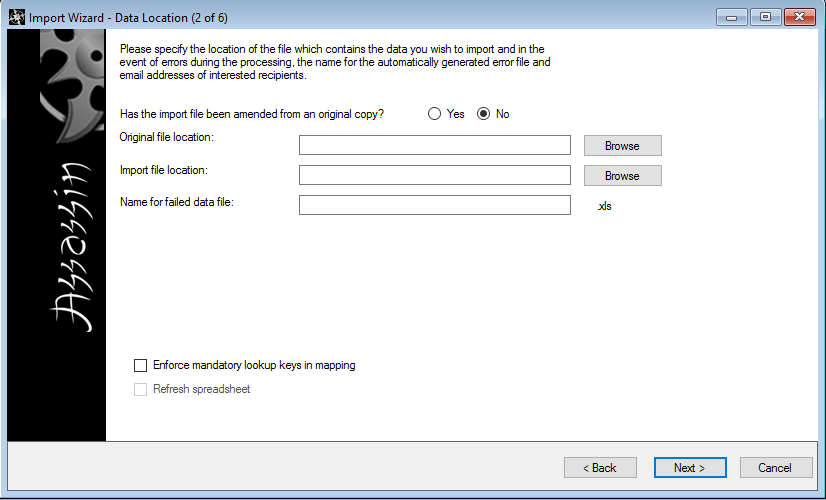 Import Wizard - Data Location (2 of 6)
Please specify the location of the file which contains the data you wish to import and in the
event of errors during the processing, the name for the automatically generated error file and
email addresses of interested recipients.
Has the import file been amended from an original copy? Yes No
Original file location: Browse
Import file location: Browse
Name for failed data file: .xls
Assassin
Enforce mandatory lookup keys in mapping
Refresh spreadsheet
< Back Next > Cancel